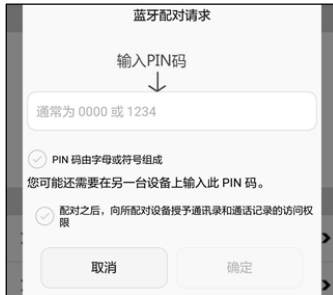 蓝牙配对请求
输入PIN码
通常为 0000 或 1234
PIN 码由字母或符号组成
您可能还需要在另一台设备上输入此 PIN 码。
配对之后，向所配对设备授予通讯录和通话记录的访问权
限
取消 确定